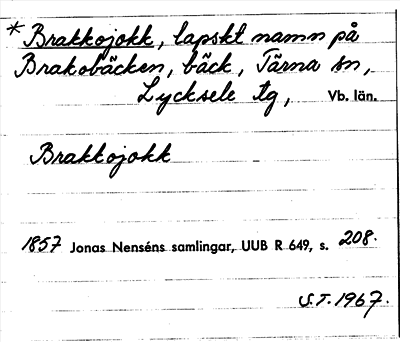 * Brakkojokk, lapskt namn på
Brakobäcken, bäck, Tärna sn,
Lycksele tg, Vb. län.
Brakkojokk
1857 Jonas Nenséns samlingar, UUB R 649, s. 208.
S.T. 1967.